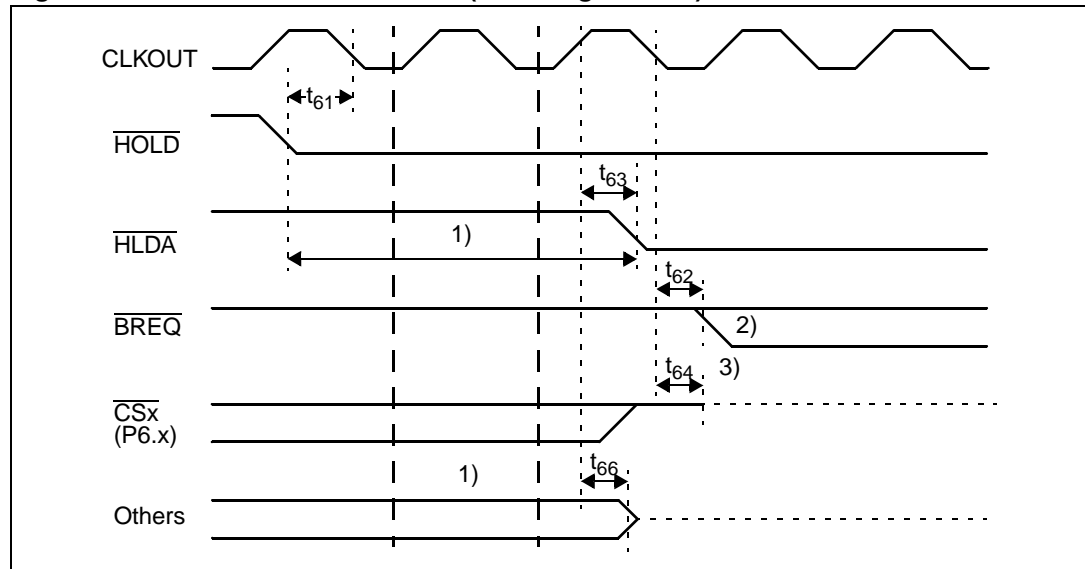 CLKOUT
t61
HOLD
t63
HLDA
1)
t62
BREQ
2)
t64
3)
CSx
(P6.x)
1)
t66
Others